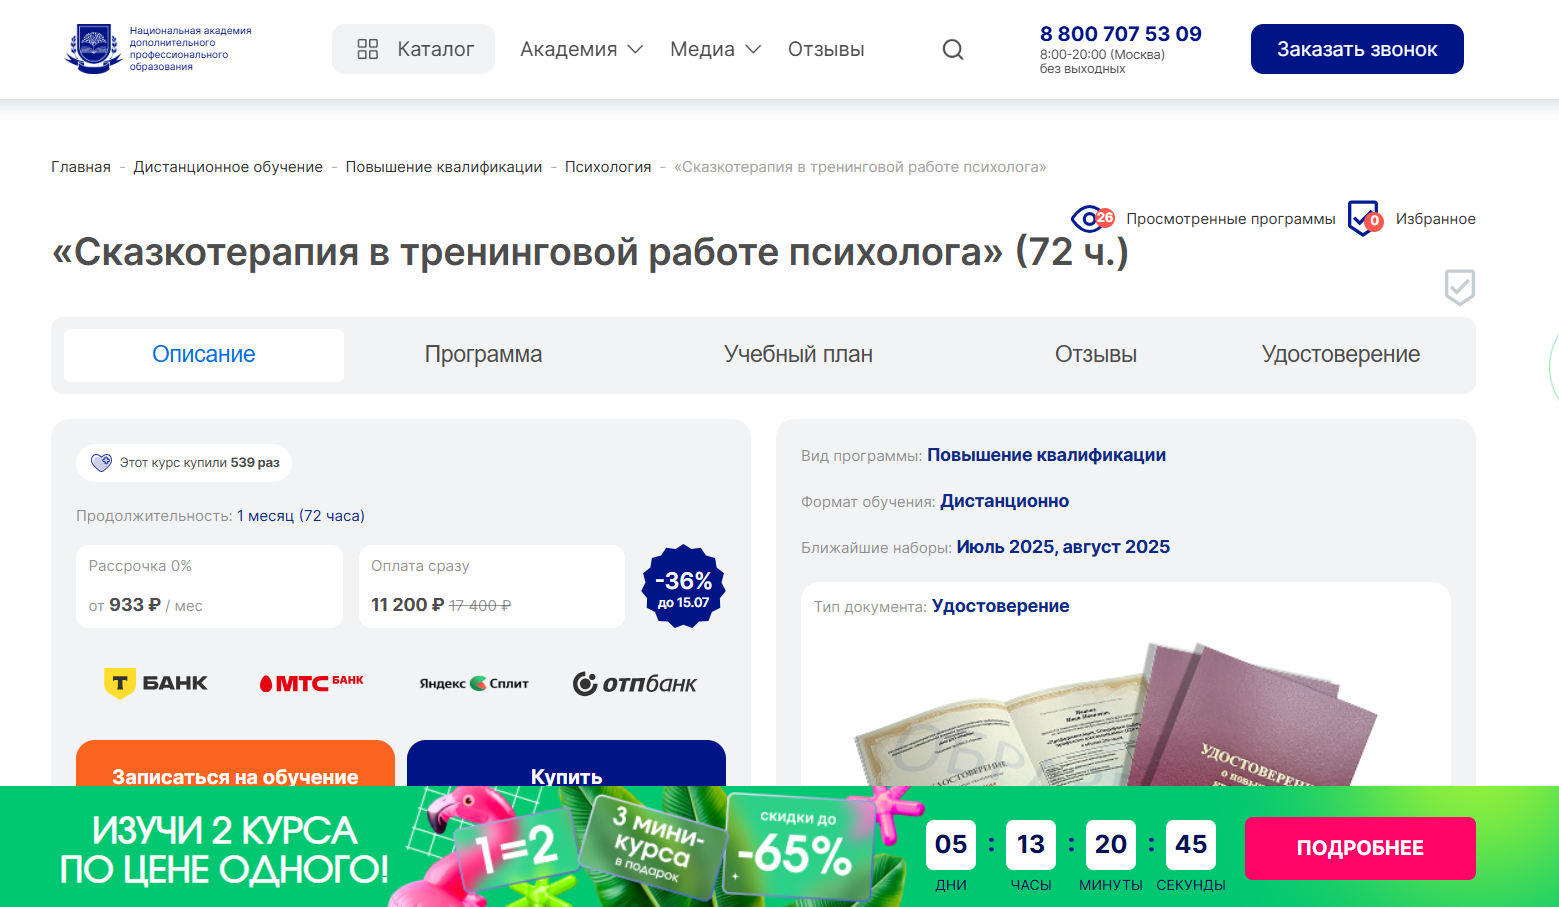 Национальная академия
дополнительного
профессионального
образования
Каталог
Академия
Медиа
Отзывы
8 800 707 53 09
8:00-20:00 (Москва)
без выходных
Заказать звонок
Главная - Дистанционное обучение - Повышение квалификации - Психология - «Сказкотерапия в тренинговой работе психолога»
26
Просмотренные программы
0
Избранное
«Сказкотерапия в тренинговой работе психолога» (72 ч.)
Описание
Программа
Учебный план
Отзывы
Удостоверение
Этот курс купили 539 раз
Продолжительность: 1 месяц (72 часа)
Рассрочка 0%
от 933 ₽ / мес
Оплата сразу
11 200 ₽ 17 400 ₽
-36%
до 15.07
Т БАНК
МТС БАНК
Яндекс Сплит
ОТПбанк
Записаться на обучение
Купить
Вид программы: Повышение квалификации
Формат обучения: Дистанционно
Ближайшие наборы: Июль 2025, август 2025
Тип документа: Удостоверение
УДОСТОВЕРЕНИ
ИЗУЧИ 2 КУРСА
ПО ЦЕНЕ ОДНОГО!
1=2
3 МИНИ-
курса
в подарок
скидки до
-65%
05 : 13 : 20 : 45
ДНИ ЧАСЫ МИНУТЫ СЕКУНДЫ
ПОДРОБНЕЕ